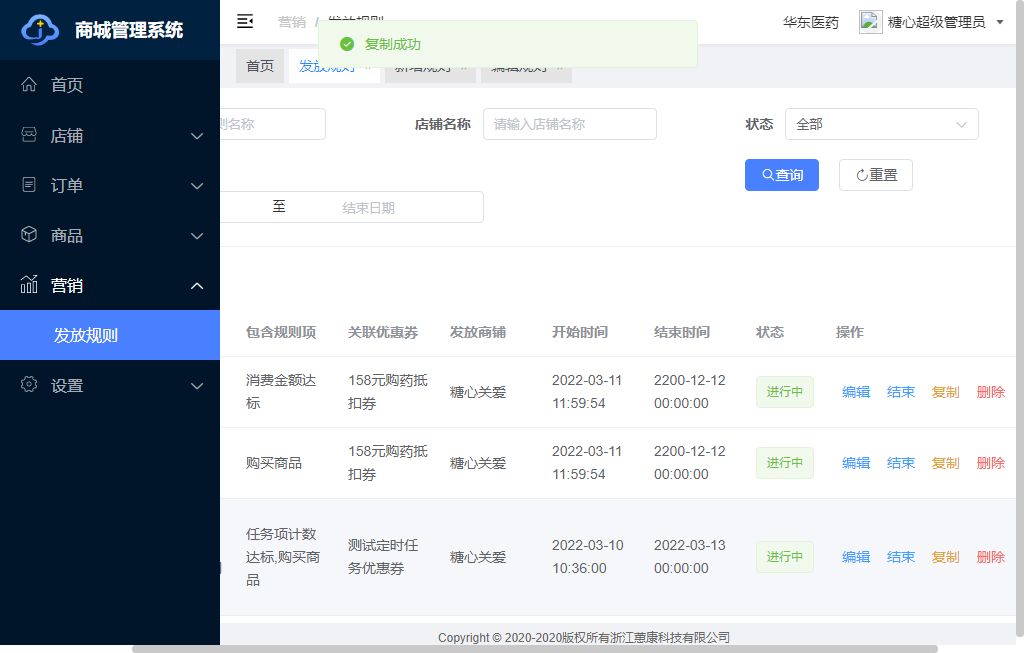 商城管理系统
营销 / 发放规则
华东医药
糖心超级管理员
复制成功
首页
发放规则
新增规则
编辑规则
首页
店铺
订单
商品
营销
发放规则
设置
则名称
店铺名称
请输入店铺名称
状态
全部
查询
重置
至
结束日期
包含规则项 关联优惠券 发放商铺 开始时间 结束时间 状态 操作
消费金额达
标
158元购药抵
扣券
糖心关爱
2022-03-11
11:59:54
2200-12-12
00:00:00
进行中
编辑 结束 复制 删除
购买商品
158元购药抵
扣券
糖心关爱
2022-03-11
11:59:54
2200-12-12
00:00:00
进行中
编辑 结束 复制 删除
任务项计数
达标,购买商
品
测试定时任
务优惠券
糖心关爱
2022-03-10
10:36:00
2022-03-13
00:00:00
进行中
编辑 结束 复制 删除
Copyright © 2020-2020版权所有浙江蒽康科技有限公司